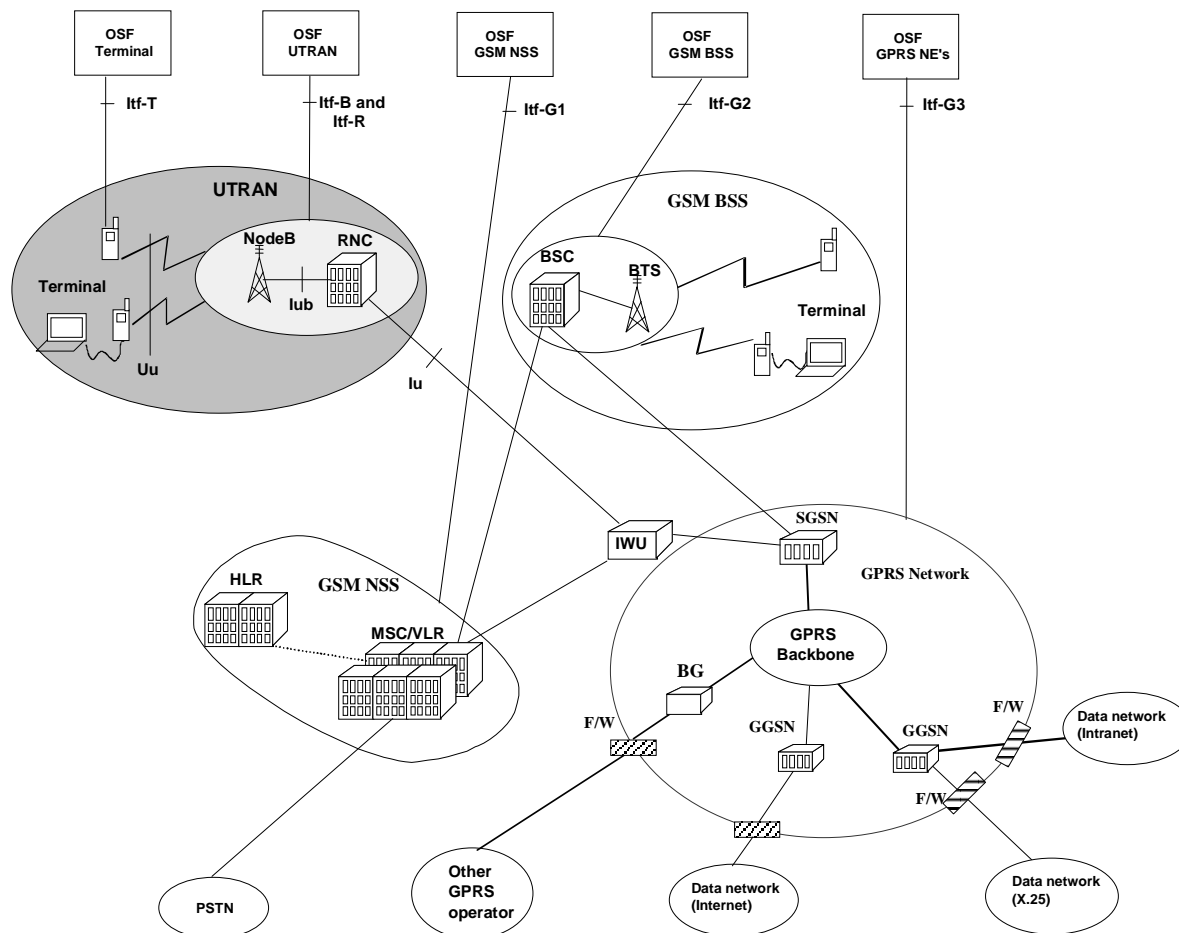 OSF
Terminal
OSF
UTRAN
OSF
GSM NSS
OSF
GSM BSS
OSF
GPRS NE's
Itf-T
Itf-B and
Itf-R
Itf-G1
Itf-G2
Itf-G3
UTRAN
GSM BSS
NodeB
RNC
BSC
BTS
Terminal
Iub
Terminal
Uu
Iu
SGSN
IWU
GPRS Network
HLR
GSM NSS
MSC/VLR
GPRS
Backbone
BG
F/W
GGSN
GGSN
F/W
Data network
(Intranet)
F/W
Other
GPRS
operator
PSTN
Data network
(Internet)
Data network
(X.25)